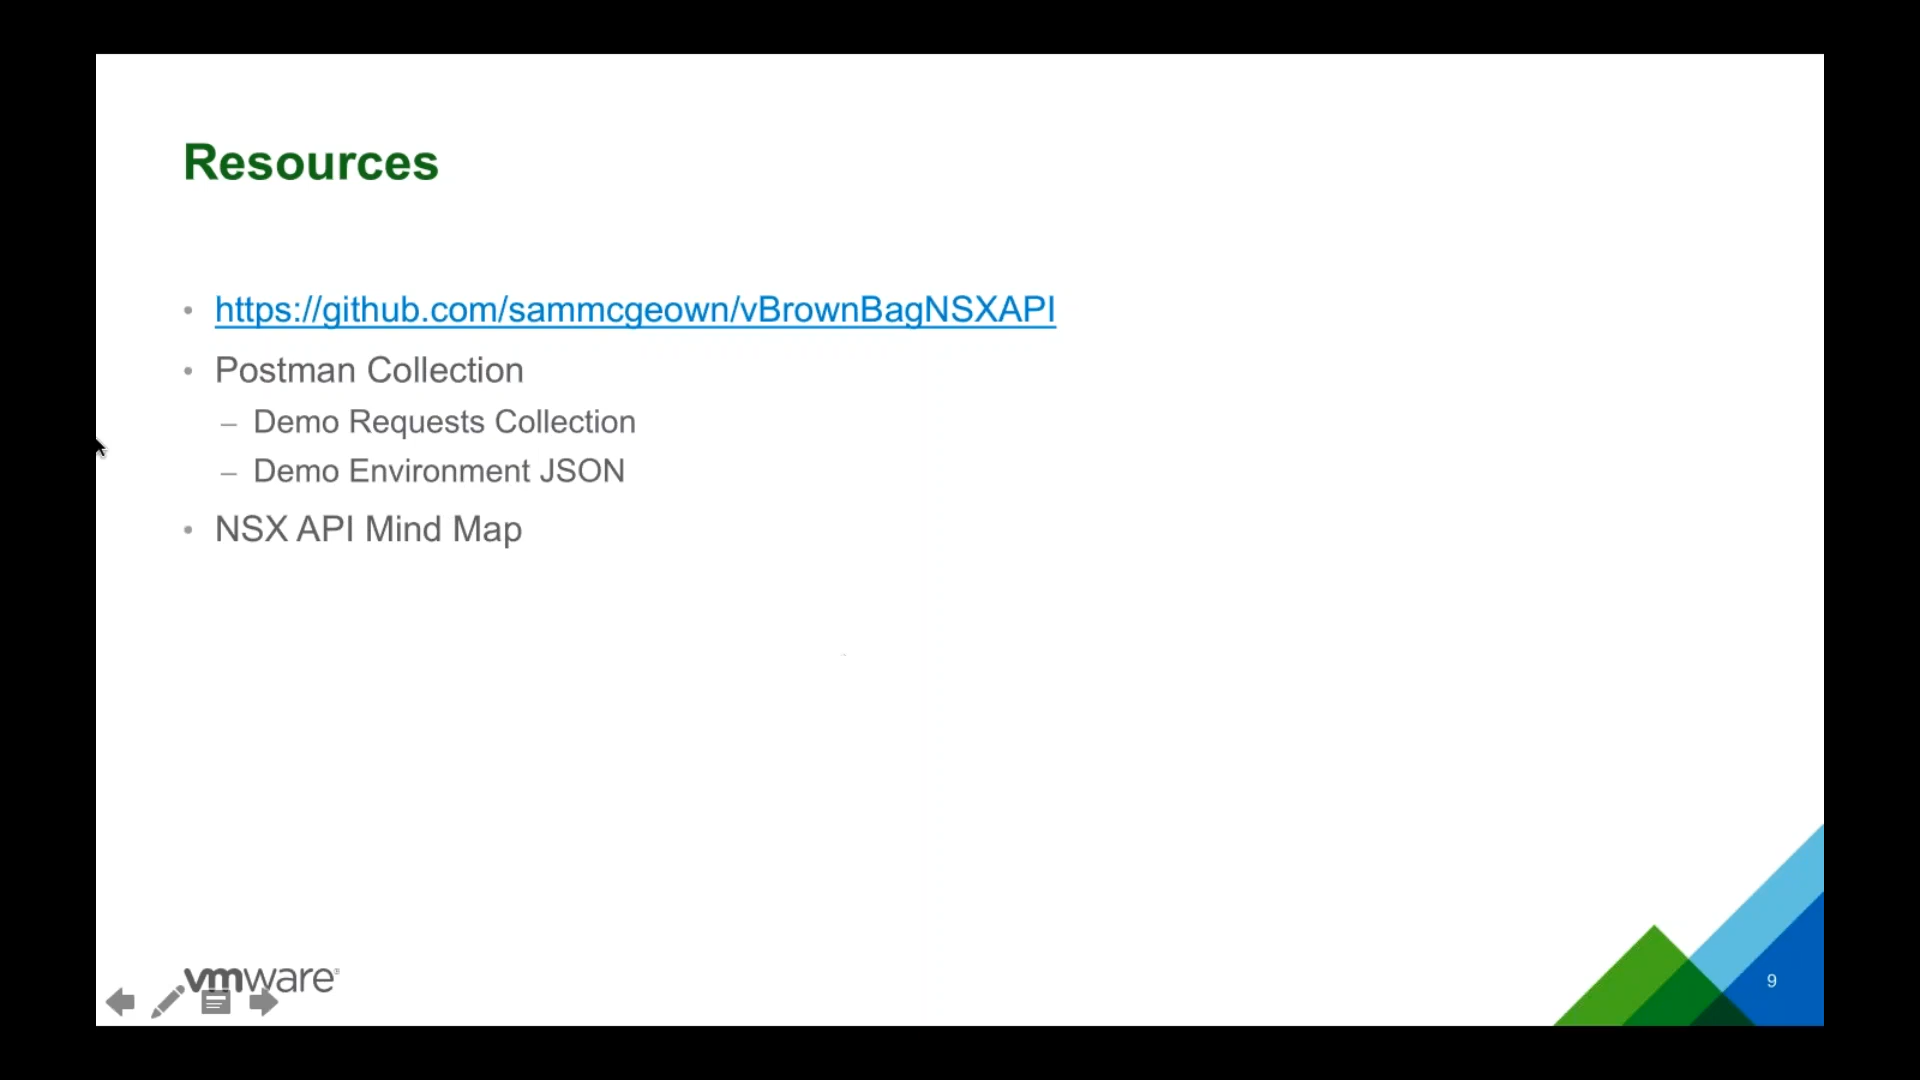 Resources
• https://github.com/sammcgeown/vBrownBagNSXAPI
• Postman Collection
– Demo Requests Collection
– Demo Environment JSON
• NSX API Mind Map
vmware®
9